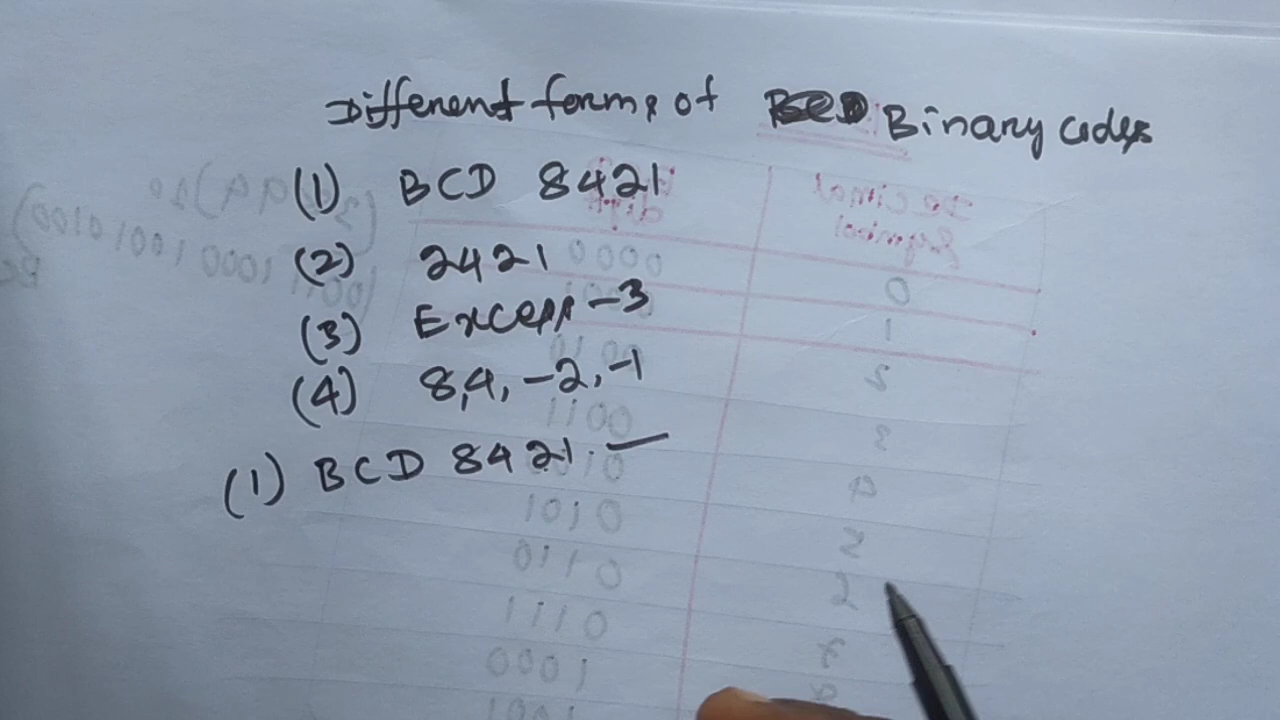 Different forms of Binary codes
(1) BCD 8421
(2) 2421
(3) Excess-3
(4) 8,4,-2,-1
(1) BCD 8421. —